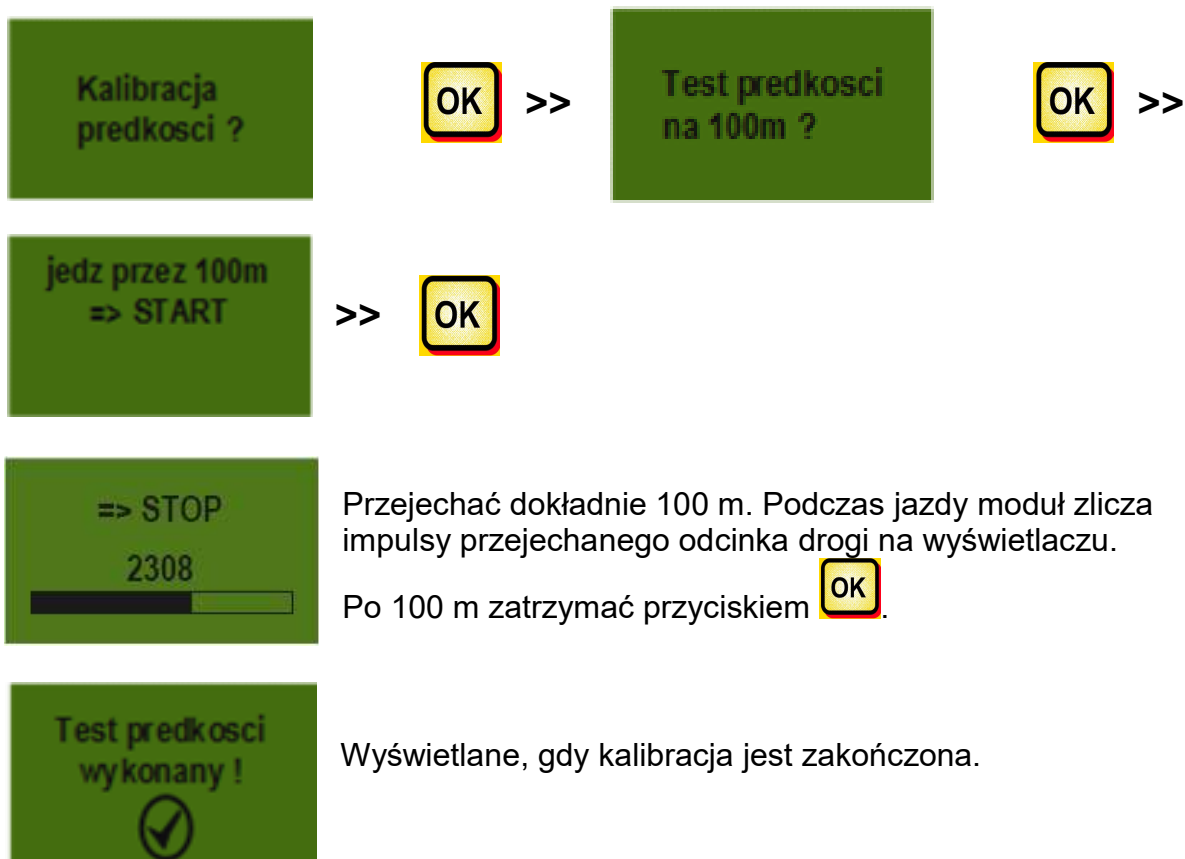 Kalibracja
predkosci ?
OK >>
Test predkosci
na 100m ?
OK >>
jedz przez 100m
=> START
>> OK
=> STOP
2308
Przejechać dokładnie 100 m. Podczas jazdy moduł zlicza
impulsy przejechanego odcinka drogi na wyświetlaczu.
Po 100 m zatrzymać przyciskiem OK.
Test predkosci
wykonany !
Wyświetlane, gdy kalibracja jest zakończona.